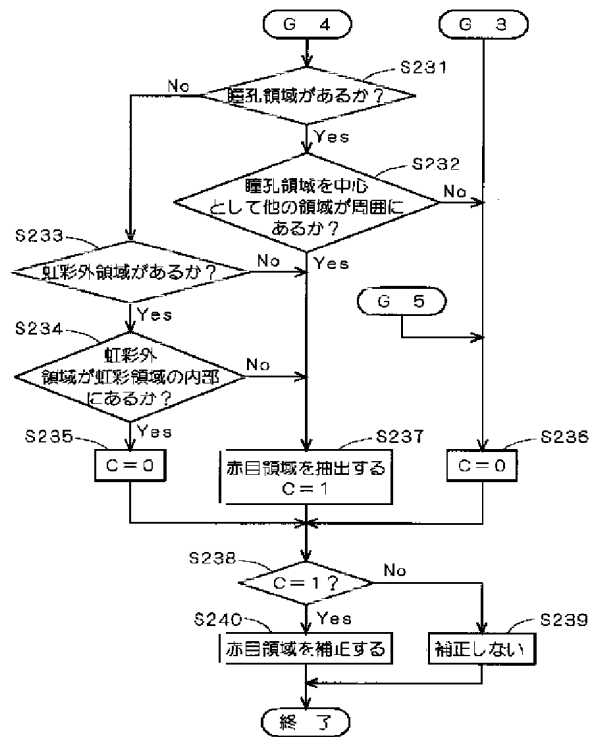 G 4
G 3
S231
瞳孔領域があるか?
No
Yes
S232
瞳孔領域を中心
として他の領域が周囲に
あるか?
No
Yes
S233
虹彩外領域があるか?
No
Yes
G 5
S234
虹彩外
領域が虹彩領域の内部
にあるか?
No
Yes
S235
C=0
S237
赤目領域を抽出する
C=1
S236
C=0
S238
C=1?
No
Yes
S240
赤目領域を補正する
S239
補正しない
終 了